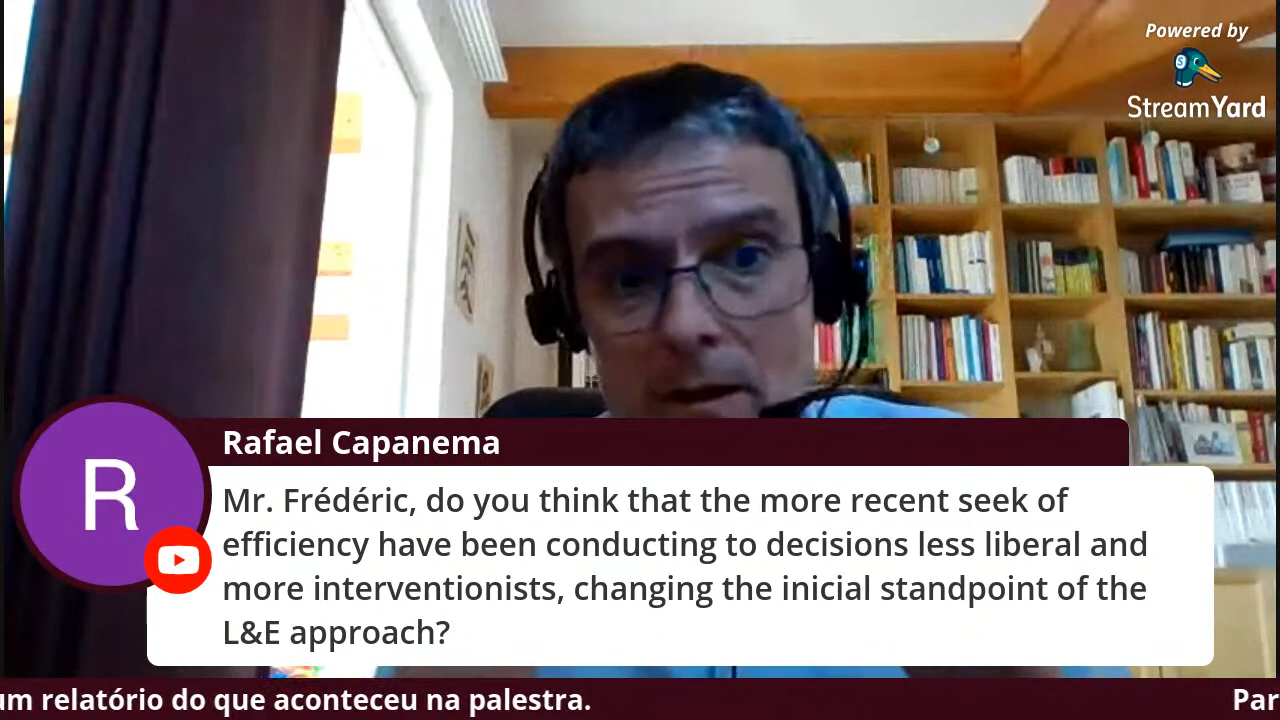 Powered by
StreamYard
Rafael Capanema
R
Mr. Frédéric, do you think that the more recent seek of
efficiency have been conducting to decisions less liberal and
more interventionists, changing the inicial standpoint of the
L&E approach?
um relatório do que aconteceu na palestra.
Par